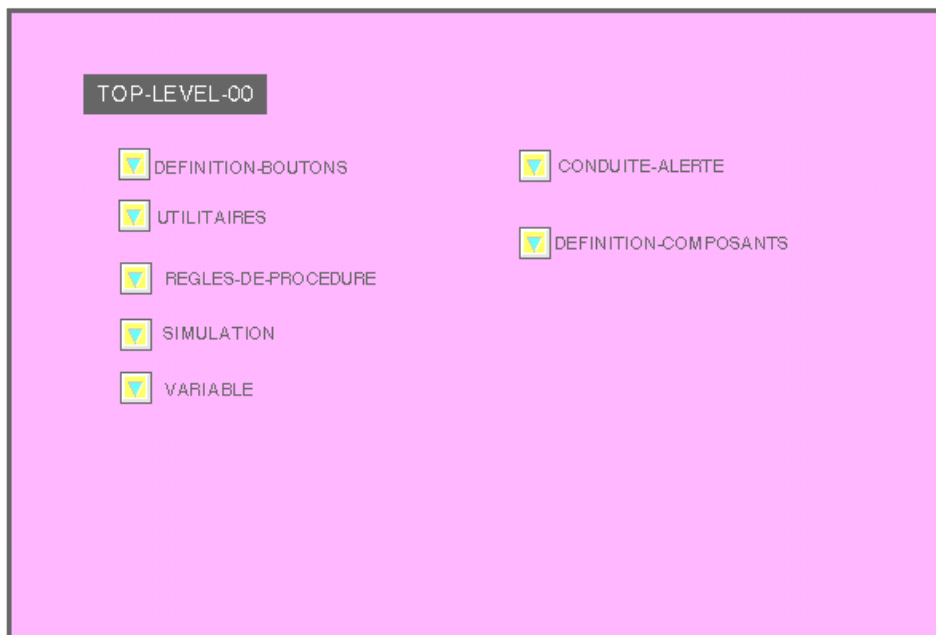 TOP-LEVEL-00
DEFINITION-BOUTONS
UTILITAIRES
REGLES-DE-PROCEDURE
SIMULATION
VARIABLE
CONDUITE-ALERTE
DEFINITION-COMPOSANTS